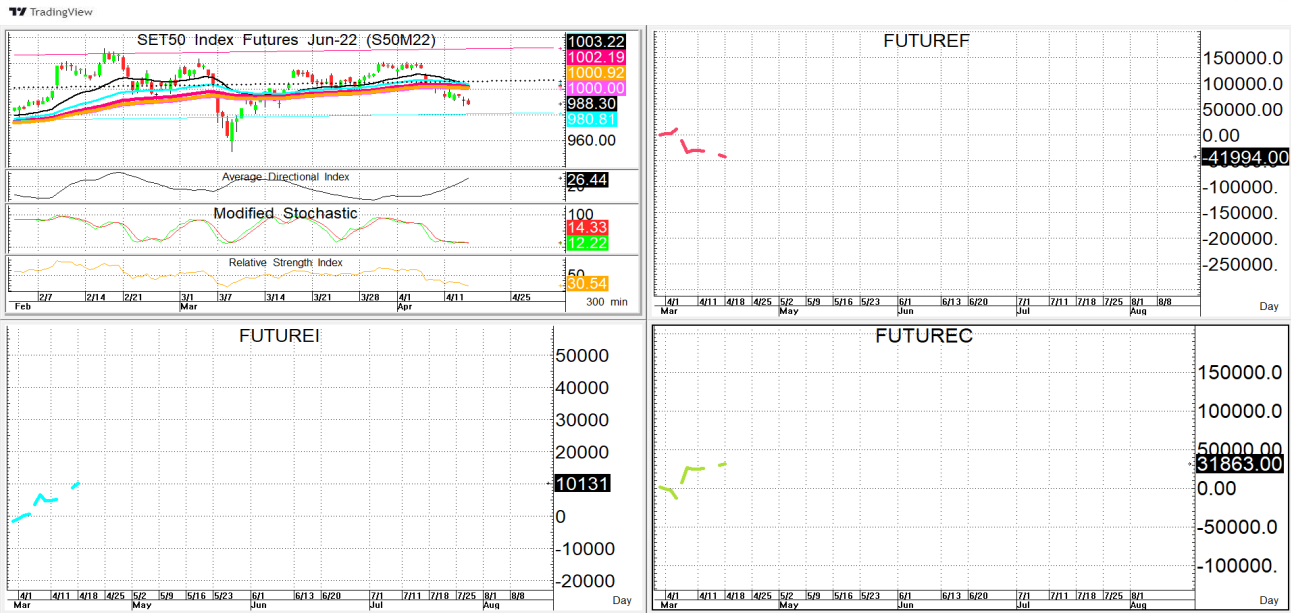 TradingView
SET50 Index Futures Jun-22 (S50M22)
1003.22
1002.19
1000.92
1000.00
988.30
980.81
960.00
Average Directional Index
26.44
20
Modified Stochastic
100
14.33
12.22
Relative Strength Index
50
30.54
2/7 2/14 2/21 3/1 3/7 3/14 3/21 3/28 4/1 4/11 4/25
Feb Mar Apr
300 min
FUTUREF
150000.0
100000.0
50000.00
0.00
-41994.00
-100000.
-150000.
-200000.
-250000.
4/1 4/11 4/18 4/25 5/2 5/9 5/16 5/23 6/1 6/13 6/20 7/1 7/11 7/18 7/25 8/1 8/8
Mar May Jun Jul Aug
Day
FUTUREI
50000
40000
30000
20000
10131
0
-10000
-20000
4/1 4/11 4/18 4/25 5/2 5/9 5/16 5/23 6/1 6/13 6/20 7/1 7/11 7/18 7/25 8/1 8/8
Mar May Jun Jul Aug
Day
FUTUREC
150000.0
100000.0
50000.00
31863.00
0.00
-50000.0
-100000.
4/1 4/11 4/18 4/25 5/2 5/9 5/16 5/23 6/1 6/13 6/20 7/1 7/11 7/18 7/25 8/1 8/8
Mar May Jun Jul Aug
Day